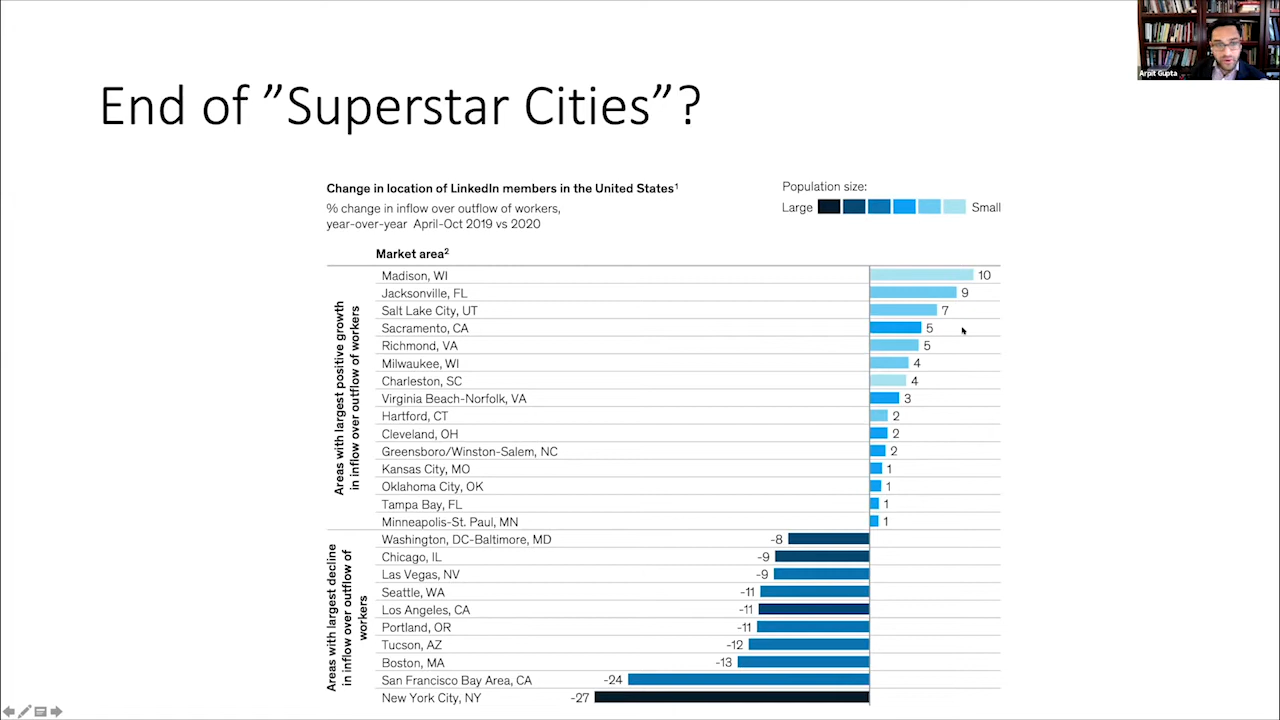 Arpit Gupta
End of ”Superstar Cities”?
Change in location of LinkedIn members in the United States¹
% change in inflow over outflow of workers,
year-over-year April-Oct 2019 vs 2020
Population size:
Large Small
Market area²
Areas with largest positive growth
in inflow over outflow of workers
Madison, WI 10
Jacksonville, FL 9
Salt Lake City, UT 7
Sacramento, CA 5
Richmond, VA 5
Milwaukee, WI 4
Charleston, SC 4
Virginia Beach-Norfolk, VA 3
Hartford, CT 2
Cleveland, OH 2
Greensboro/Winston-Salem, NC 2
Kansas City, MO 1
Oklahoma City, OK 1
Tampa Bay, FL 1
Minneapolis-St. Paul, MN 1
Areas with largest decline
in inflow over outflow of
workers
Washington, DC-Baltimore, MD -8
Chicago, IL -9
Las Vegas, NV -9
Seattle, WA -11
Los Angeles, CA -11
Portland, OR -11
Tucson, AZ -12
Boston, MA -13
San Francisco Bay Area, CA -24
New York City, NY -27